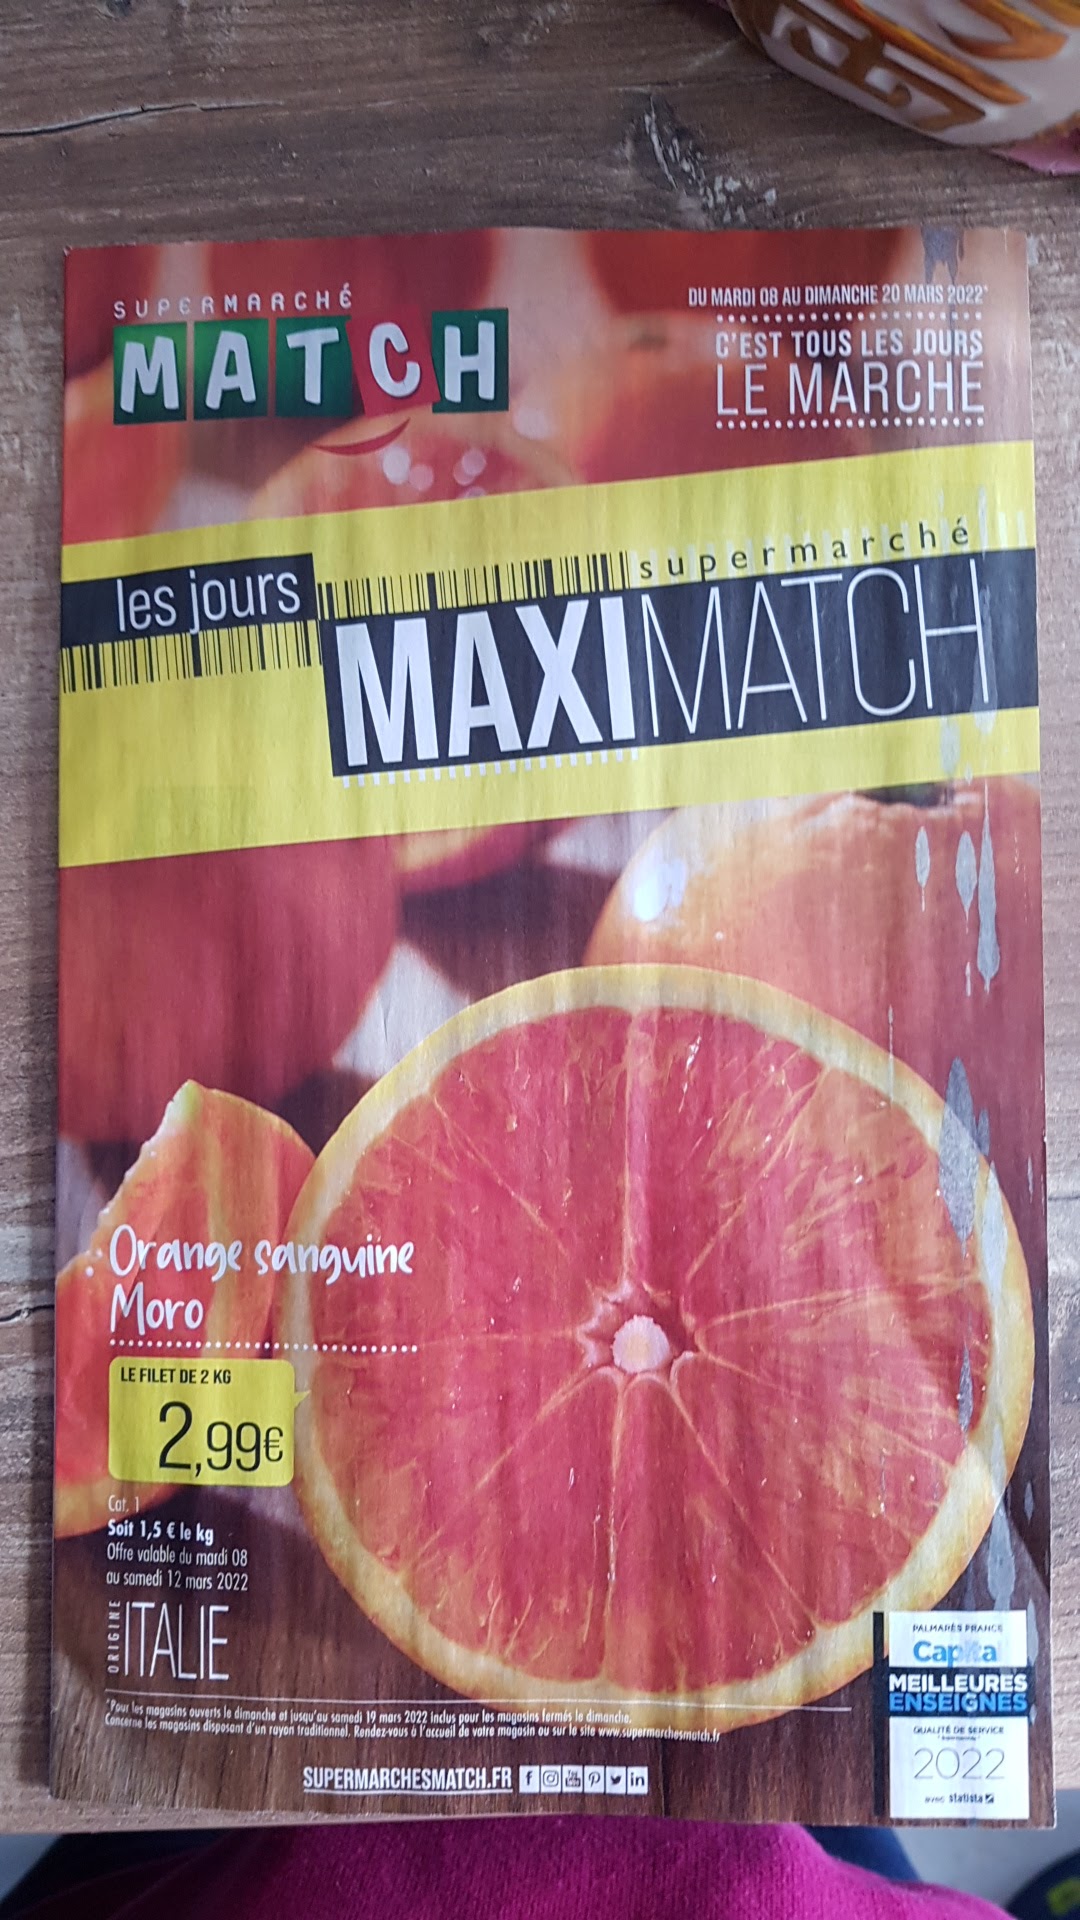 SUPERMARCHÉ
MATCH
DU MARDI 08 AU DIMANCHE 20 MARS 2022*
C'EST TOUS LES JOURS
LE MARCHÉ
les jours
supermarché
MAXIMATCH
Orange sanguine
Moro
LE FILET DE 2 KG
2,99€
Cat. 1
Soit 1,5 € le kg
Offre valable du mardi 08
au samedi 12 mars 2022
ORIGINE
ITALIE
*Pour les magasins ouverts le dimanche et jusqu'au samedi 19 mars 2022 inclus pour les magasins fermés le dimanche.
Concerne les magasins disposant d'un rayon traditionnel. Rendez-vous à l'accueil de votre magasin ou sur le site www.supermarchesmatch.fr
SUPERMARCHESMATCH.FR
PALMARÈS FRANCE
Capital
MEILLEURES
ENSEIGNES
QUALITÉ DE SERVICE
2022
avec statista